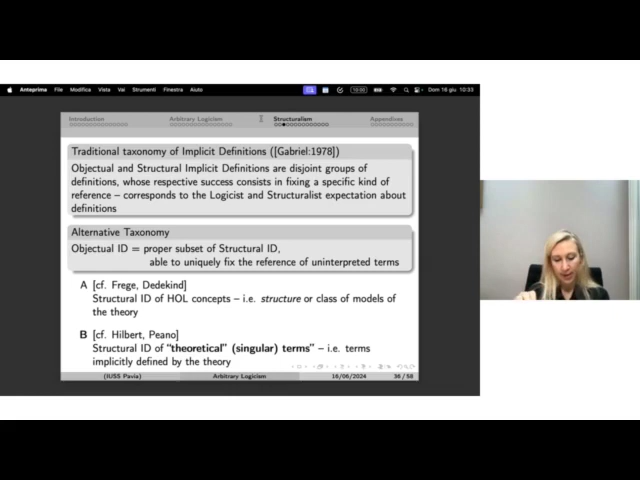 Anteprima File Modifica Vista Vai Strumenti Finestra Aiuto Dom 16 giu 10:33
Introduction Arbitrary Logicism Structuralism Appendices
Traditional taxonomy of Implicit Definitions ([Gabriel:1978])
Objectual and Structural Implicit Definitions are disjoint groups of
definitions, whose respective success consists in fixing a specific kind of
reference – corresponds to the Logicist and Structuralist expectation about
definitions
Alternative Taxonomy
Objectual ID = proper subset of Structural ID,
able to uniquely fix the reference of uninterpreted terms
A [cf. Frege, Dedekind]
Structural ID of HOL concepts – i.e. structure or class of models of
the theory
B [cf. Hilbert, Peano]
Structural ID of “theoretical” (singular) terms” – i.e. terms
implicitly defined by the theory
(IUSS Pavia) Arbitrary Logicism 16/06/2024 36 / 58